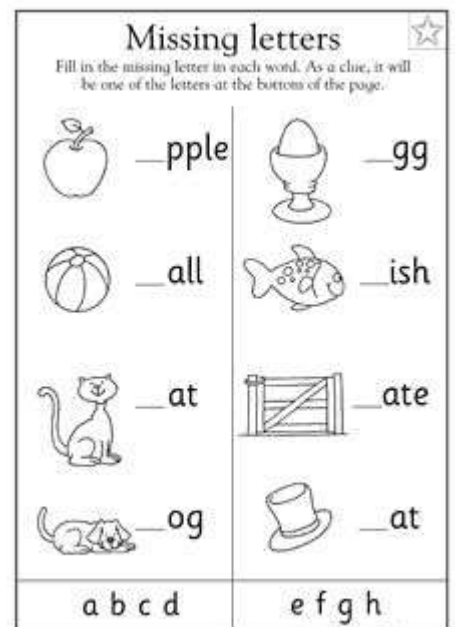 Missing letters
Fill in the missing letter in each word. As a clue, it will
be one of the letters at the bottom of the page.
__pple
__all
__at
__og
a b c d
__gg
__ish
__ate
__at
e f g h